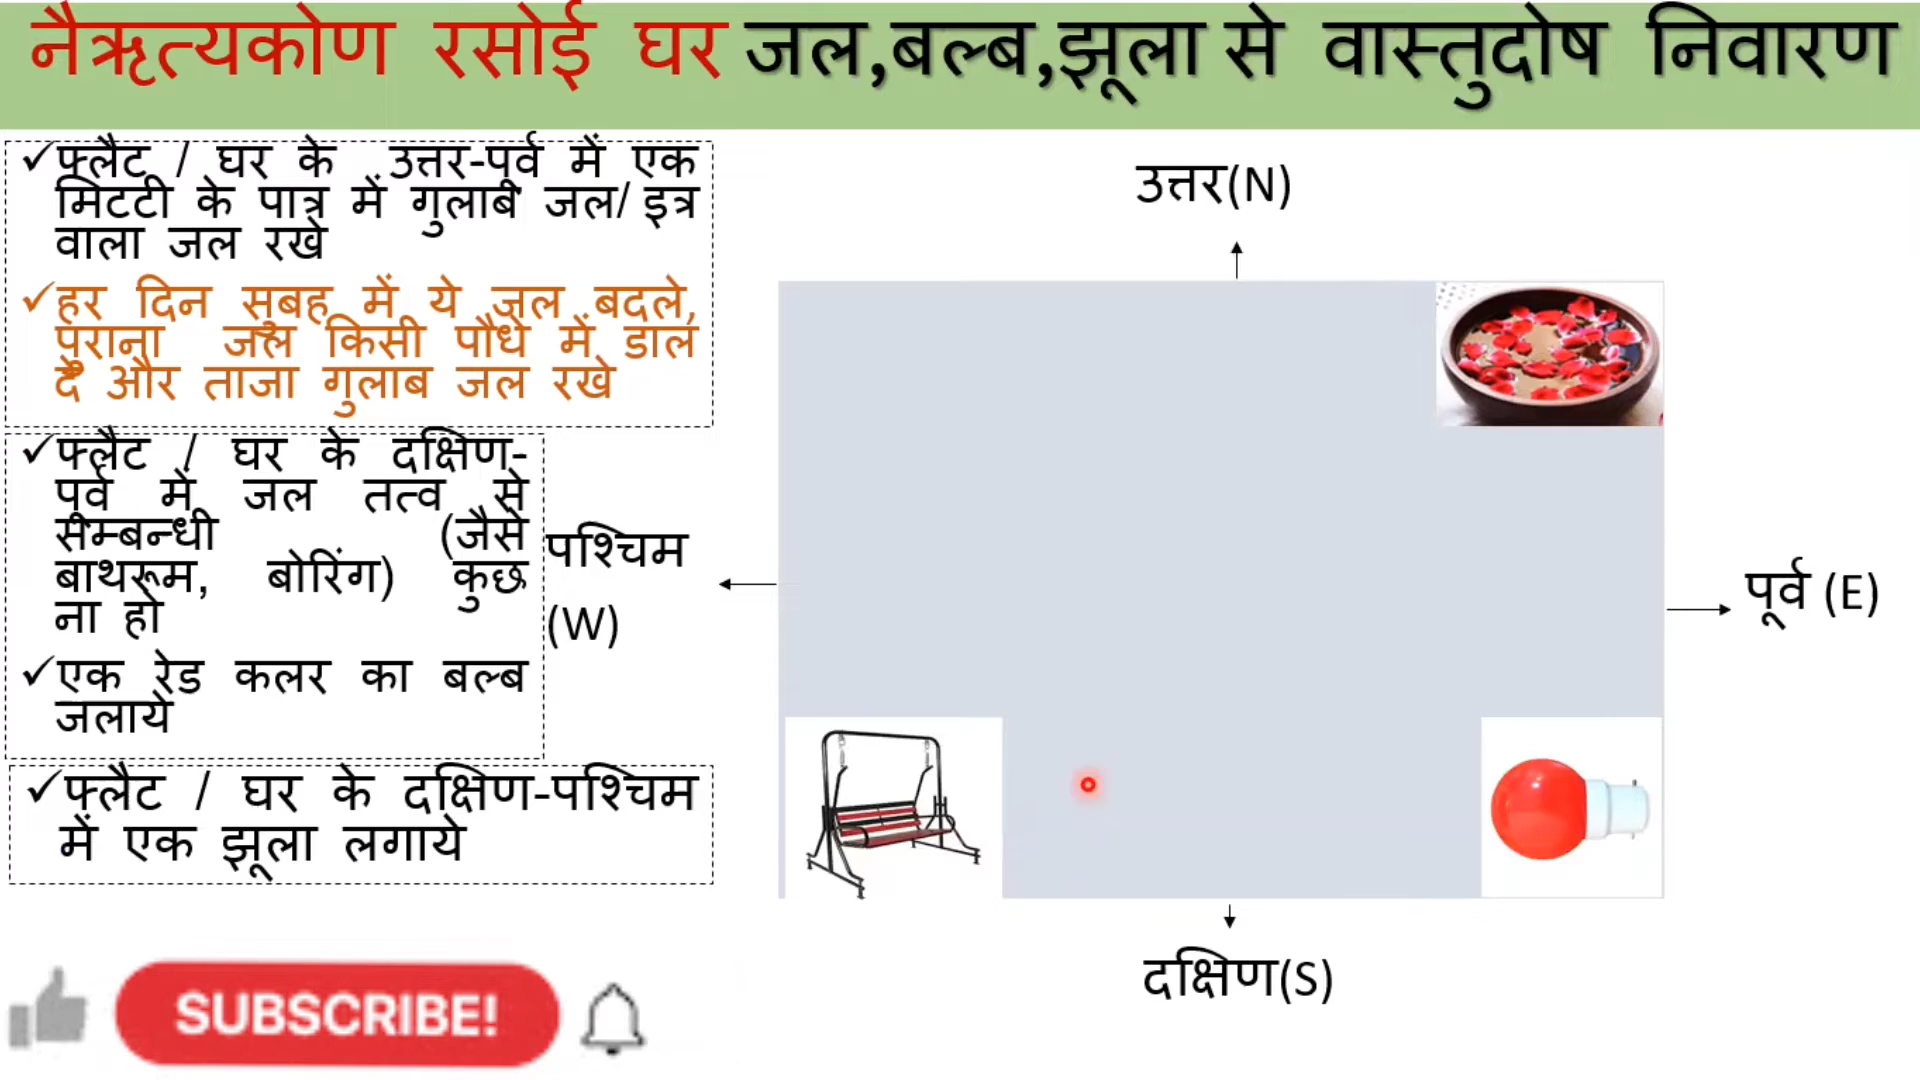 नैऋत्यकोण रसोई घर जल,बल्ब,झूला से वास्तुदोष निवारण
✓फ्लैट / घर के उत्तर-पूर्व में एक
मिटटी के पात्र में गुलाब जल/ इत्र
वाला जल रखे
✓हर दिन सुबह में ये जल बदले,
पुराना जल किसी पौधे में डाल
दे और ताजा गुलाब जल रखे
✓फ्लैट / घर के दक्षिण-
पूर्व में जल तत्व से
सम्बन्धी (जैसे
बाथरूम, बोरिंग) कुछ
ना हो
✓एक रेड कलर का बल्ब
जलाये
✓फ्लैट / घर के दक्षिण-पश्चिम
में एक झूला लगाये
उत्तर(N)
पश्चिम
(W)
पूर्व (E)
दक्षिण(S)
SUBSCRIBE!